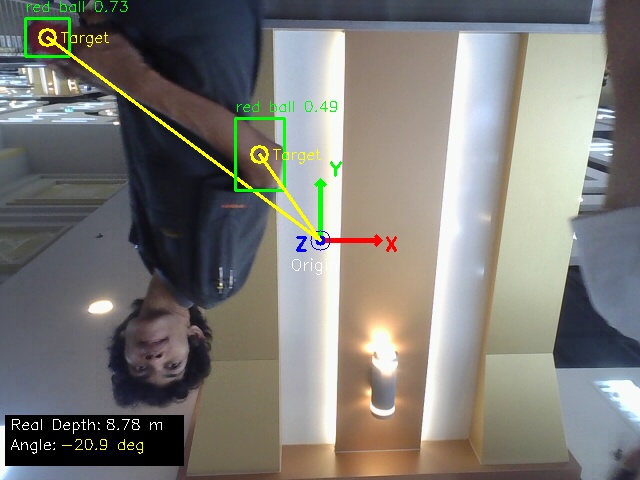 red ball 0.73
Target
red ball 0.49
Target
Y
Z
X
Origin
Real Depth: 8.78 m
Angle: -20.9 deg